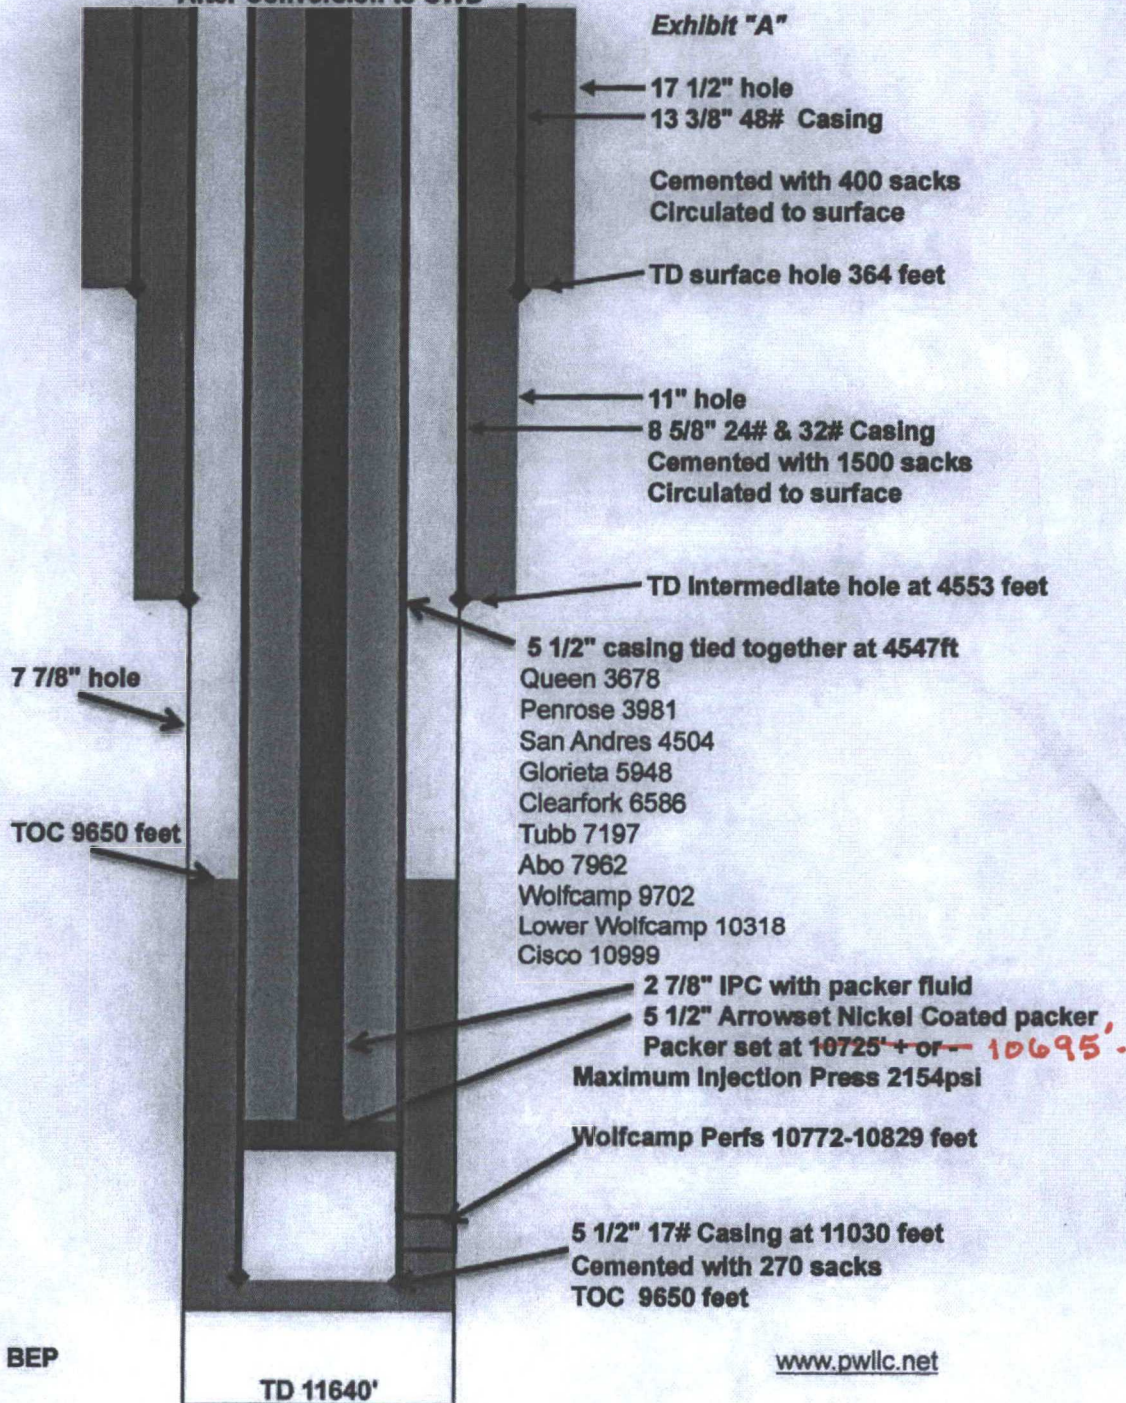 After Conversion to SWD
Exhibit "A"
17 1/2" hole
13 3/8" 48# Casing
Cemented with 400 sacks
Circulated to surface
TD surface hole 364 feet
11" hole
8 5/8" 24# & 32# Casing
Cemented with 1500 sacks
Circulated to surface
TD Intermediate hole at 4553 feet
5 1/2" casing tied together at 4547ft
7 7/8" hole
Queen 3678
Penrose 3981
San Andres 4504
Glorieta 5948
Clearfork 6586
Tubb 7197
TOC 9650 feet
Abo 7962
Wolfcamp 9702
Lower Wolfcamp 10318
Cisco 10999
2 7/8" IPC with packer fluid
5 1/2" Arrowset Nickel Coated packer
Packer set at 10725' + or - 10695'
Maximum Injection Press 2154psi
Wolfcamp Perfs 10772-10829 feet
5 1/2" 17# Casing at 11030 feet
Cemented with 270 sacks
TOC 9650 feet
BEP
www.pwllc.net
TD 11640'